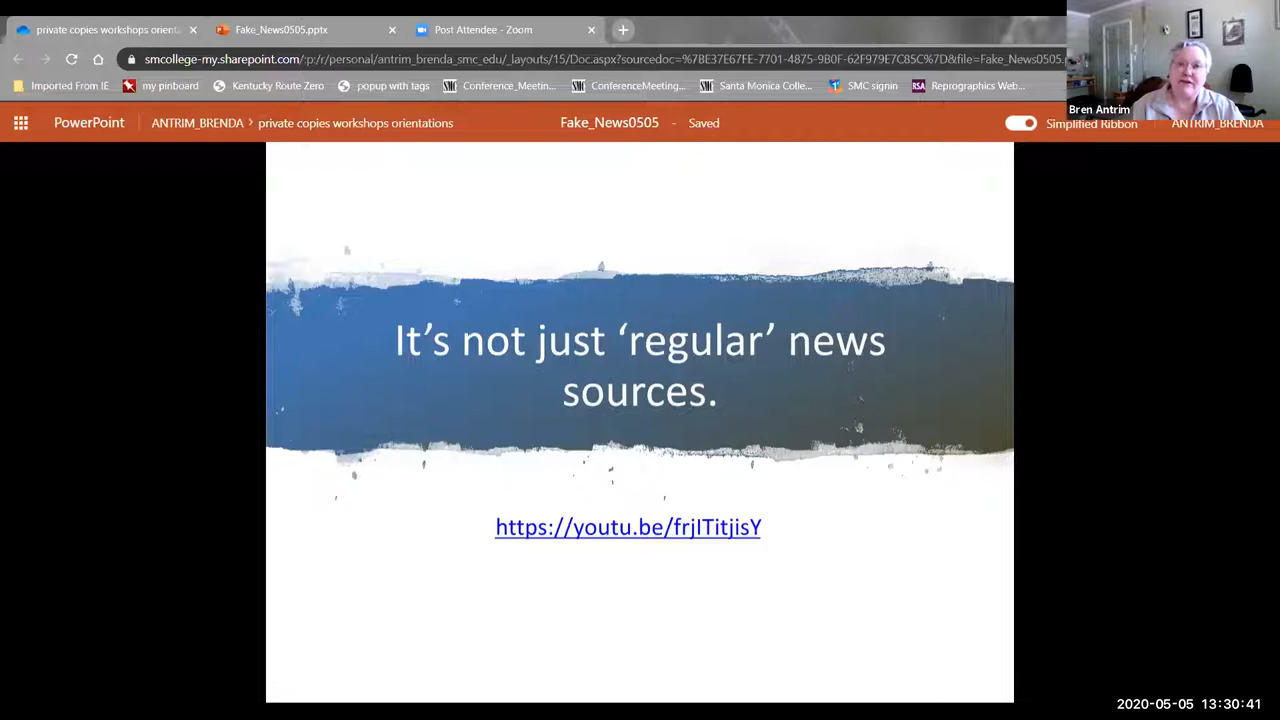 private copies workshops orienta
Fake_News0505.pptx
Post Attendee - Zoom
smcollege-my.sharepoint.com/:p:/r/personal/antrim_brenda_smc_edu/_layouts/15/Doc.aspx?sourcedoc=%7BE37E67FE-7701-4875-9B0F-62F979E7C85C%7D&file=Fake_News0505.
Imported From IE
my pinboard
Kentucky Route Zero
popup with tags
Conference_Meetin...
ConferenceMeeting...
Santa Monica Colle...
SMC signin
RSA
Reprographics Web...
Bren Antrim
PowerPoint
ANTRIM_BRENDA > private copies workshops orientations
Fake_News0505 - Saved
Simplified Ribbon
ANTRIM_BRENDA
It's not just ‘regular’ news
sources.
https://youtu.be/frjITitjisY
2020-05-05 13:30:41